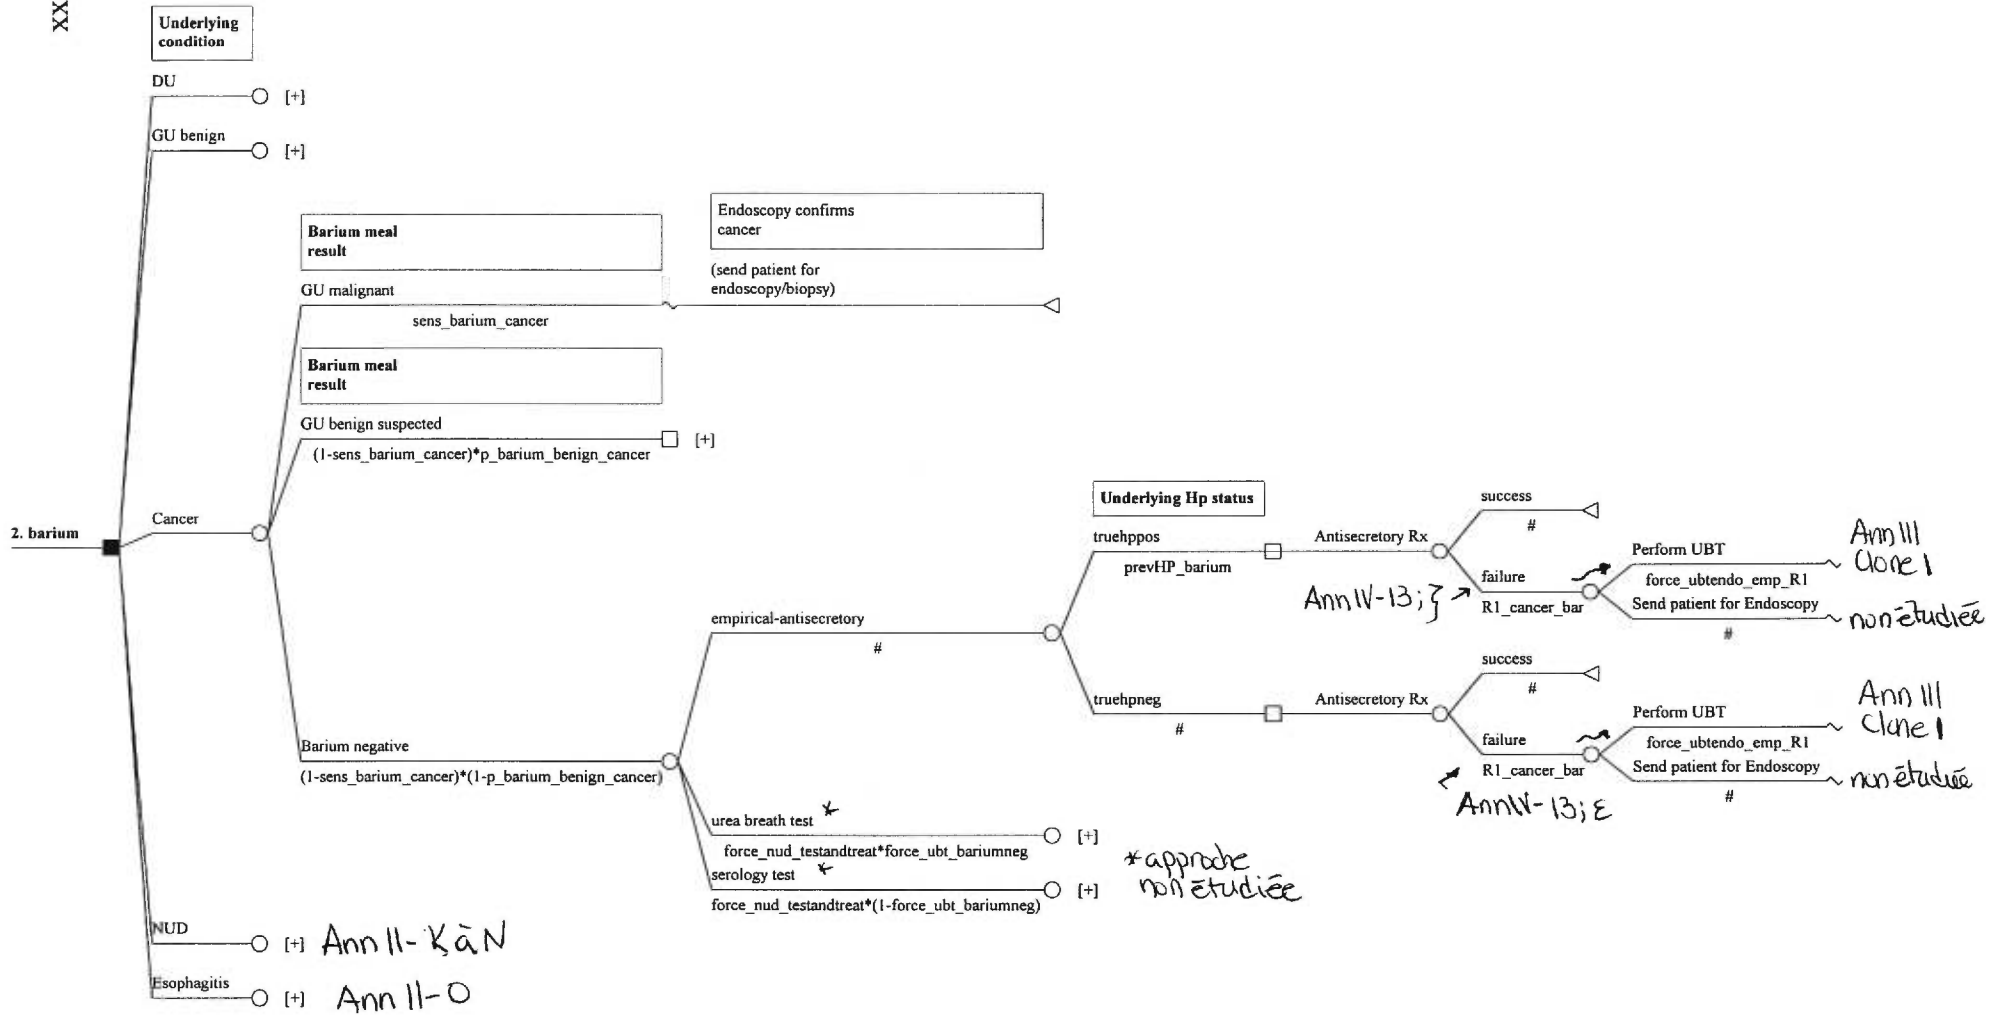 XX
Underlying
condition
DU
[+]
GU benign
[+]
Barium meal
result
Endoscopy confirms
cancer
(send patient for
endoscopy/biopsy)
GU malignant
sens_barium_cancer
Barium meal
result
GU benign suspected
[+]
(1-sens_barium_cancer)*p_barium_benign_cancer
2. barium
Cancer
Underlying Hp status
truehppos
prevHP_barium
Antisecretory Rx
success
#
failure
R1_cancer_bar
Ann IV-13; }
Perform UBT
force_ubtendo_emp_R1
Ann III
Clone 1
Send patient for Endoscopy
#
non étudiée
empirical-antisecretory
#
truehpneg
#
Antisecretory Rx
success
#
failure
R1_cancer_bar
Ann IV-13; ε
Perform UBT
force_ubtendo_emp_R1
Ann III
Clone 1
Send patient for Endoscopy
#
non étudiée
Barium negative
(1-sens_barium_cancer)*(1-p_barium_benign_cancer)
urea breath test *
[+]
force_nud_testandtreat*force_ubt_bariumneg
serology test *
[+]
force_nud_testandtreat*(1-force_ubt_bariumneg)
* approche
non étudiée
NUD
[+] Ann II-K à N
Esophagitis
[+] Ann II-O